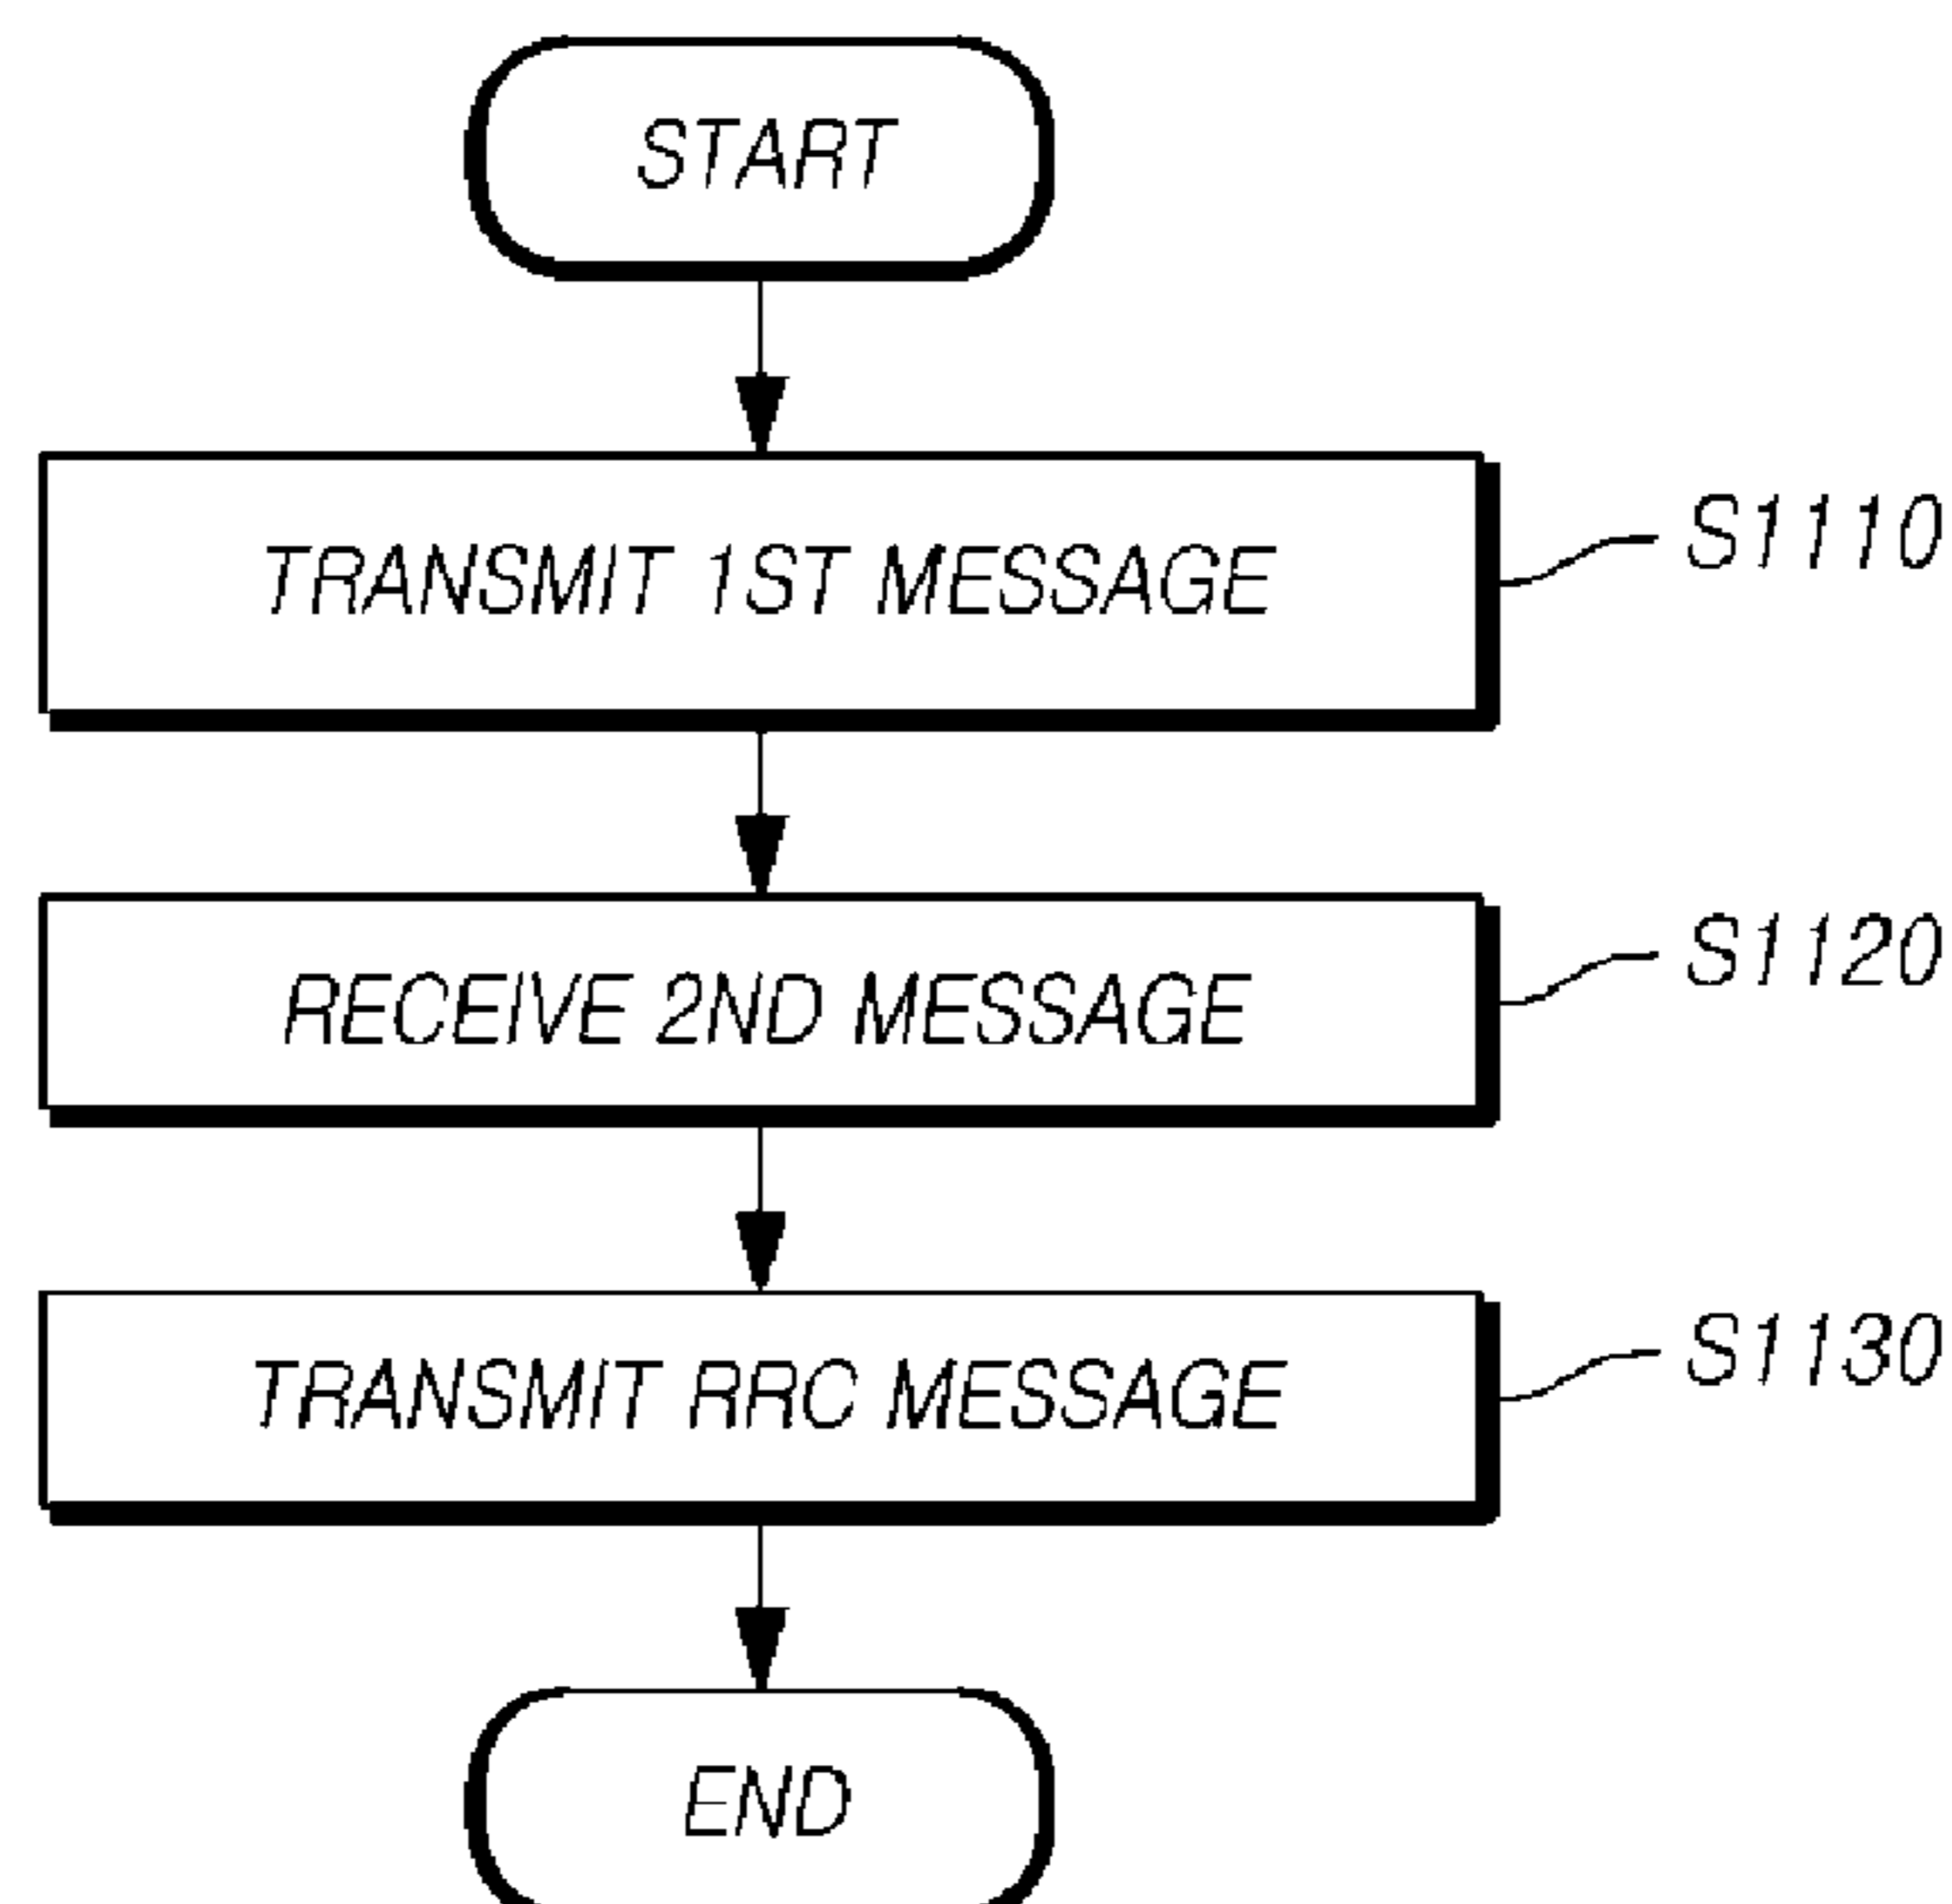 START
TRANSMIT 1ST MESSAGE
S1110
RECEIVE 2ND MESSAGE
S1120
TRANSMIT RRC MESSAGE
S1130
END